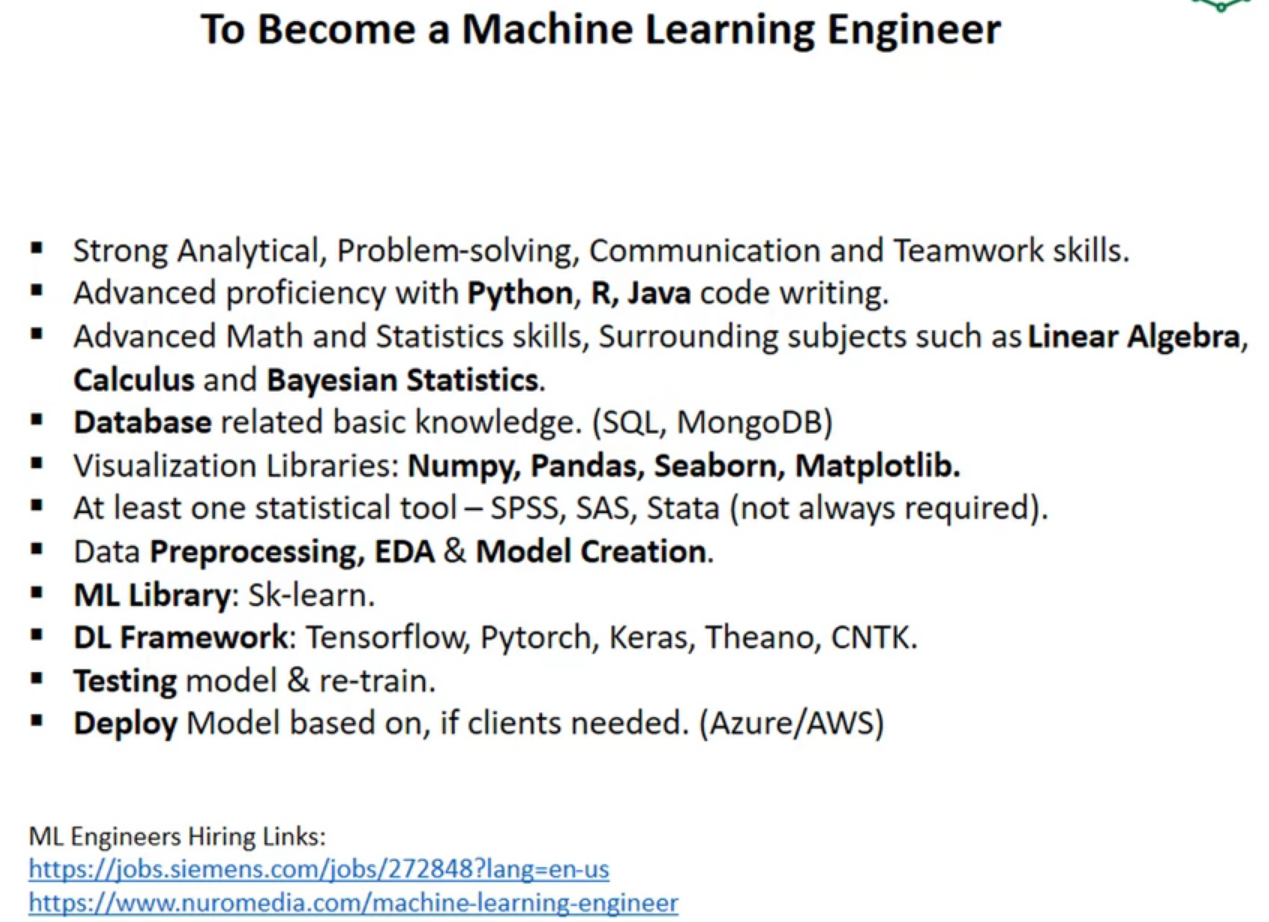 To Become a Machine Learning Engineer
▪ Strong Analytical, Problem-solving, Communication and Teamwork skills.
▪ Advanced proficiency with Python, R, Java code writing.
▪ Advanced Math and Statistics skills, Surrounding subjects such as Linear Algebra,
Calculus and Bayesian Statistics.
▪ Database related basic knowledge. (SQL, MongoDB)
▪ Visualization Libraries: Numpy, Pandas, Seaborn, Matplotlib.
▪ At least one statistical tool – SPSS, SAS, Stata (not always required).
▪ Data Preprocessing, EDA & Model Creation.
▪ ML Library: Sk-learn.
▪ DL Framework: Tensorflow, Pytorch, Keras, Theano, CNTK.
▪ Testing model & re-train.
▪ Deploy Model based on, if clients needed. (Azure/AWS)
ML Engineers Hiring Links:
https://jobs.siemens.com/jobs/272848?lang=en-us
https://www.nuromedia.com/machine-learning-engineer